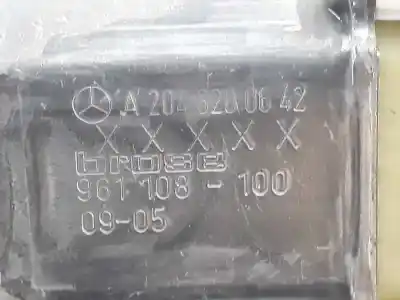 A 204 820 06 42
X X X X X
brose
961 108 - 100
09-05